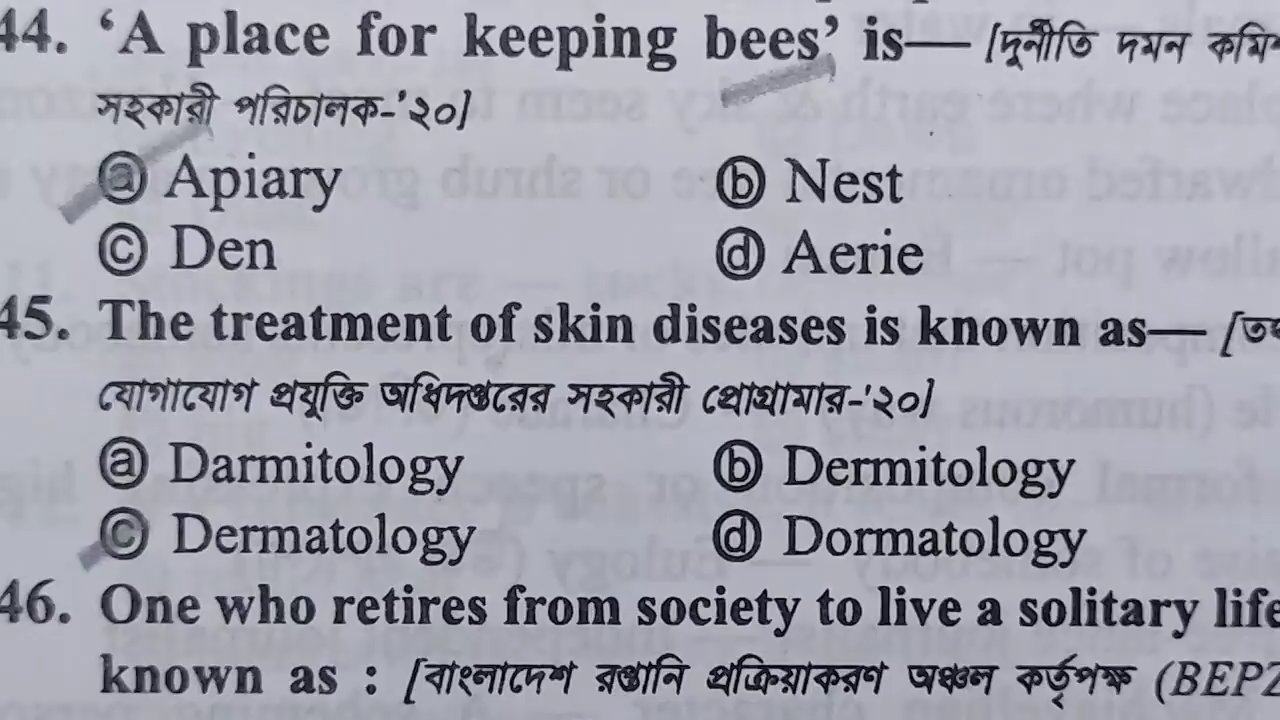 44. ‘A place for keeping bees’ is— [দুর্নীতি দমন
সহকারী পরিচালক-'২০]
ⓐ Apiary ⓑ Nest
ⓒ Den ⓓ Aerie
45. The treatment of skin diseases is known as—
যোগাযোগ প্রযুক্তি অধিদপ্তরের সহকারী প্রোগ্রামার-'২০]
ⓐ Darmitology ⓑ Dermitology
ⓒ Dermatology ⓓ Dormatology
46. One who retires from society to live a solitary life
known as : [বাংলাদেশ রপ্তানি প্রক্রিয়াকরণ অঞ্চল কর্তৃপক্ষ (BEPZ